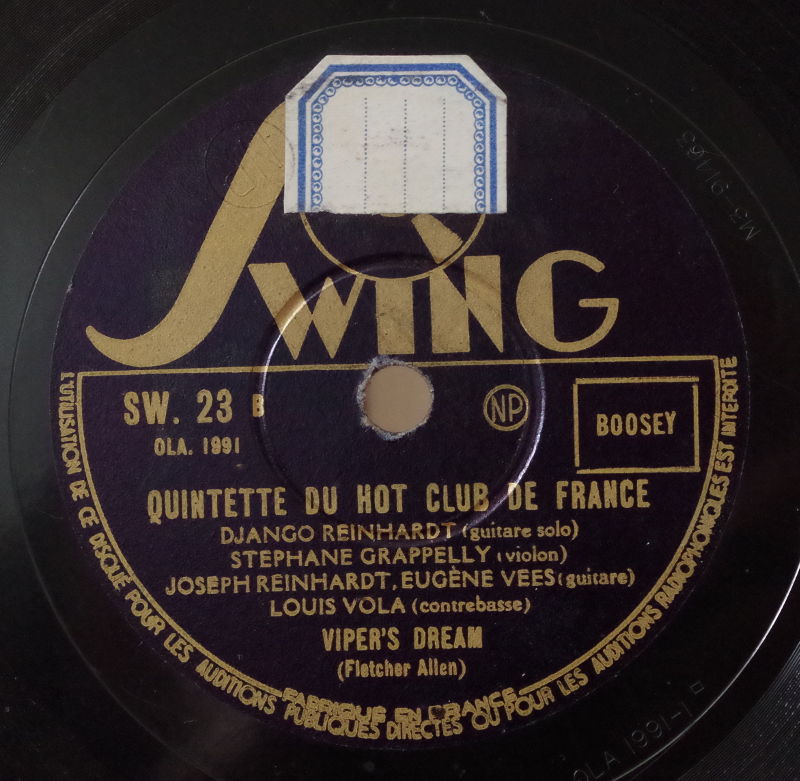 SWING
SW. 23 B
OLA. 1991
NP
BOOSEY
QUINTETTE DU HOT CLUB DE FRANCE
DJANGO REINHARDT (guitare solo)
STEPHANE GRAPPELLY (violon)
JOSEPH REINHARDT, EUGÈNE VEES (guitare)
LOUIS VOLA (contrebasse)
VIPER'S DREAM
(Fletcher Allen)
FABRIQUÉ EN FRANCE
L'UTILISATION DE CE DISQUE POUR LES AUDITIONS PUBLIQUES DIRECTES OU POUR LES AUDITIONS RADIOPHONIQUES EST INTERDITE
M3-91463
OLA 1991-1